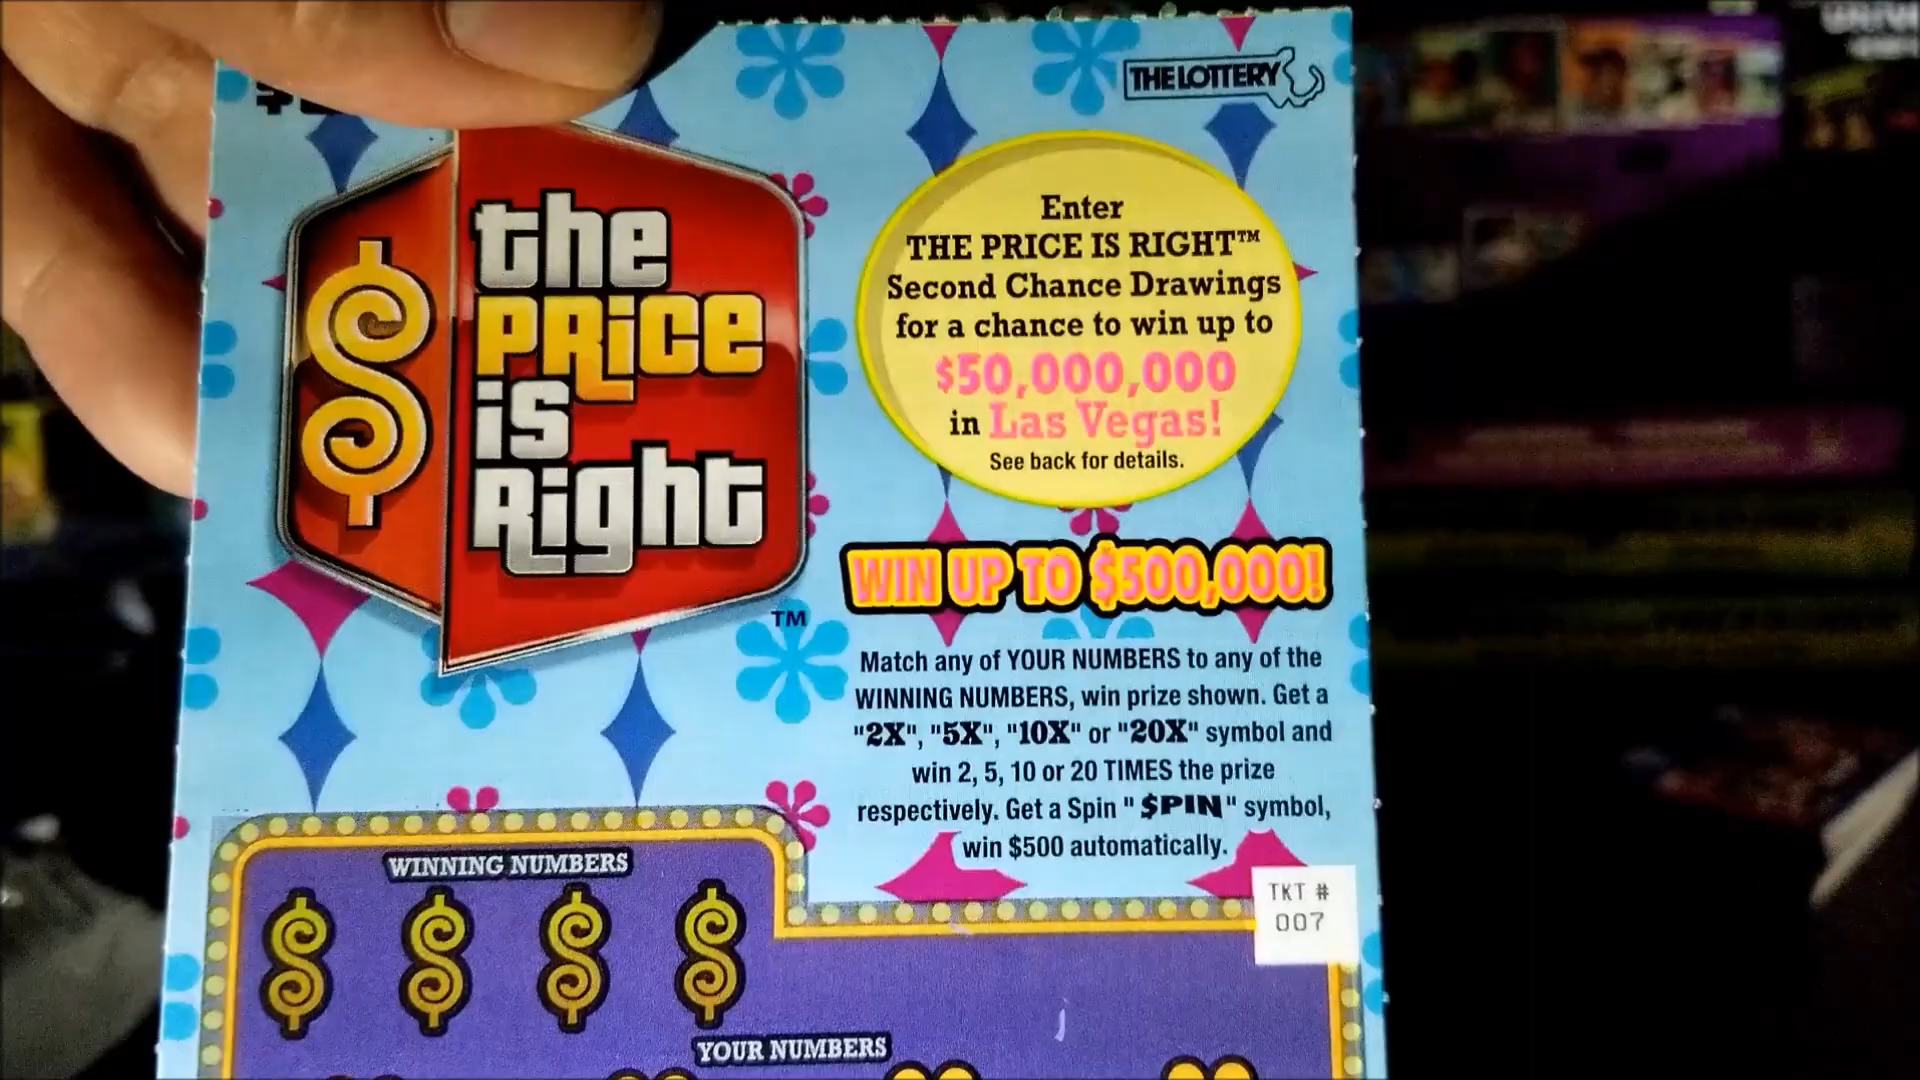 THE LOTTERY
the
PRICE
is
Right
TM
Enter
THE PRICE IS RIGHT™
Second Chance Drawings
for a chance to win up to
$50,000,000
in Las Vegas!
See back for details.
WIN UP TO $500,000!
Match any of YOUR NUMBERS to any of the
WINNING NUMBERS, win prize shown. Get a
"2X", "5X", "10X" or "20X" symbol and
win 2, 5, 10 or 20 TIMES the prize
respectively. Get a Spin "$PIN" symbol,
win $500 automatically.
TKT #
007
WINNING NUMBERS
$ $ $ $
YOUR NUMBERS